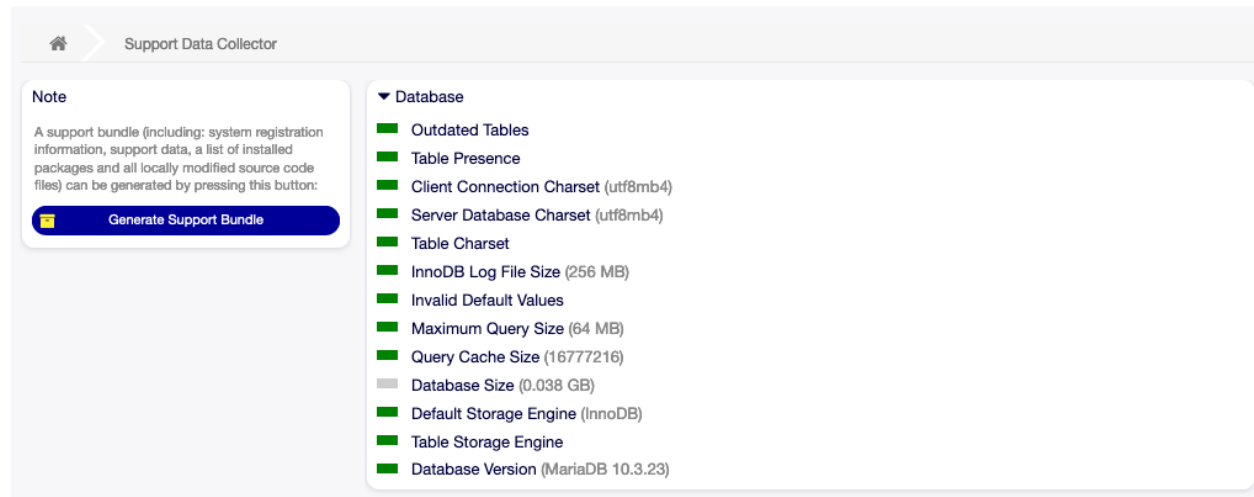 Support Data Collector
Note
A support bundle (including: system registration
information, support data, a list of installed
packages and all locally modified source code
files) can be generated by pressing this button:
Generate Support Bundle
Database
Outdated Tables
Table Presence
Client Connection Charset (utf8mb4)
Server Database Charset (utf8mb4)
Table Charset
InnoDB Log File Size (256 MB)
Invalid Default Values
Maximum Query Size (64 MB)
Query Cache Size (16777216)
Database Size (0.038 GB)
Default Storage Engine (InnoDB)
Table Storage Engine
Database Version (MariaDB 10.3.23)